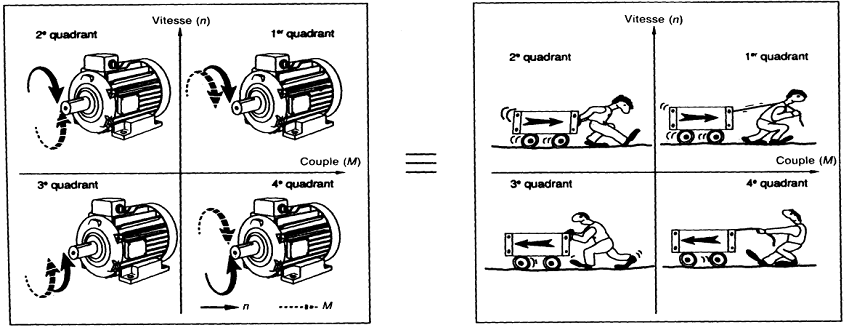 Vitesse (n)
2e quadrant
1er quadrant
Couple (M)
3e quadrant
4e quadrant
n
M
Vitesse (n)
2e quadrant
1er quadrant
Couple (M)
3e quadrant
4e quadrant